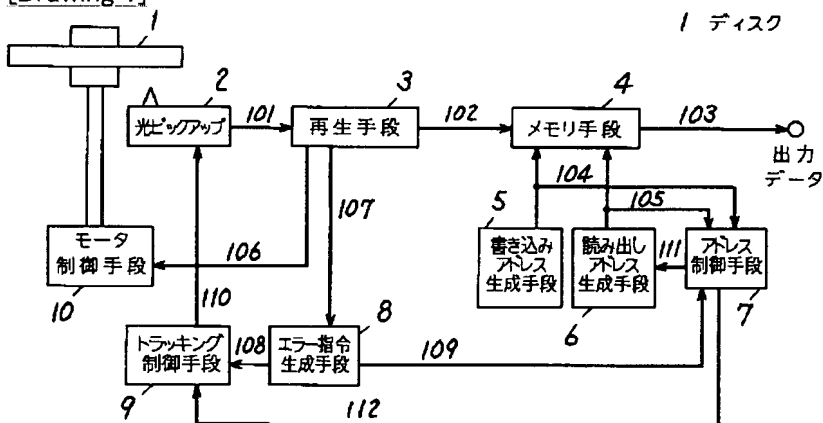 [Drawing 1]
1
1 ディスク
2
3
4
光ピックアップ
101
再生手段
102
メモリ手段
103
出力
データ
104
105
107
5
書き込み
アドレス
生成手段
読み出し
アドレス
生成手段
6
111
アドレス
制御手段
7
モータ
制御手段
10
106
110
8
トラッキング
制御手段
9
108
エラー指令
生成手段
109
112